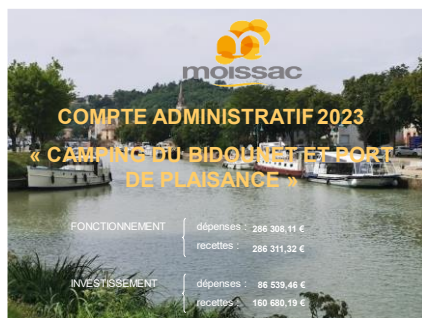 moissac
COMPTE ADMINISTRATIF 2023
« CAMPING DU BIDOUNET ET PORT
DE PLAISANCE »
FONCTIONNEMENT dépenses : 286 308,11 €
recettes : 286 311,32 €
INVESTISSEMENT dépenses : 86 539,46 €
recettes : 160 680,19 €